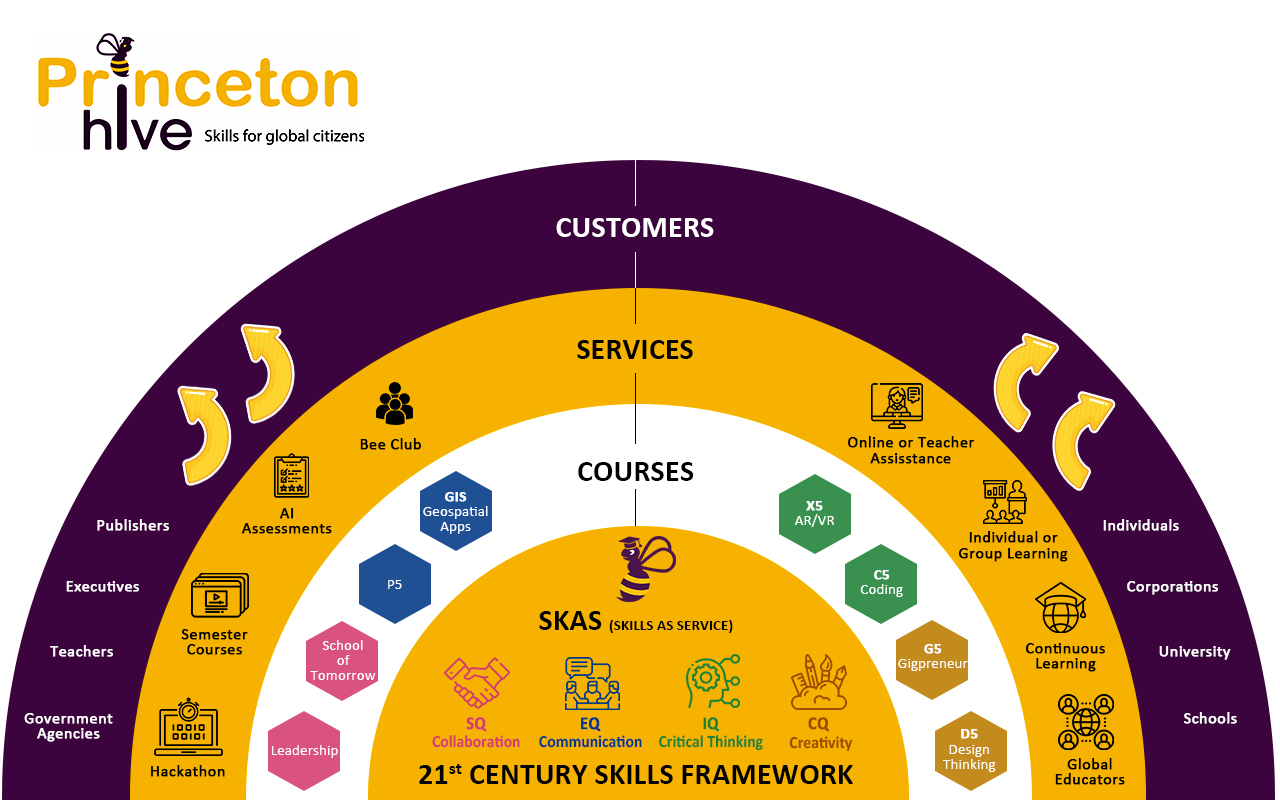 Princeton
hive Skills for global citizens
CUSTOMERS
SERVICES
COURSES
SKAS (SKILLS AS SERVICE)
SQ
Collaboration
EQ
Communication
IQ
Critical Thinking
CQ
Creativity
21st CENTURY SKILLS FRAMEWORK
Publishers
Executives
Teachers
Government
Agencies
Bee Club
AI
Assessments
Semester
Courses
Hackathon
GIS
Geospatial
Apps
P5
School
of
Tomorrow
Leadership
X5
AR/VR
C5
Coding
G5
Gigpreneur
D5
Design
Thinking
Online or Teacher
Assisstance
Individual or
Group Learning
Continuous
Learning
Global
Educators
Individuals
Corporations
University
Schools